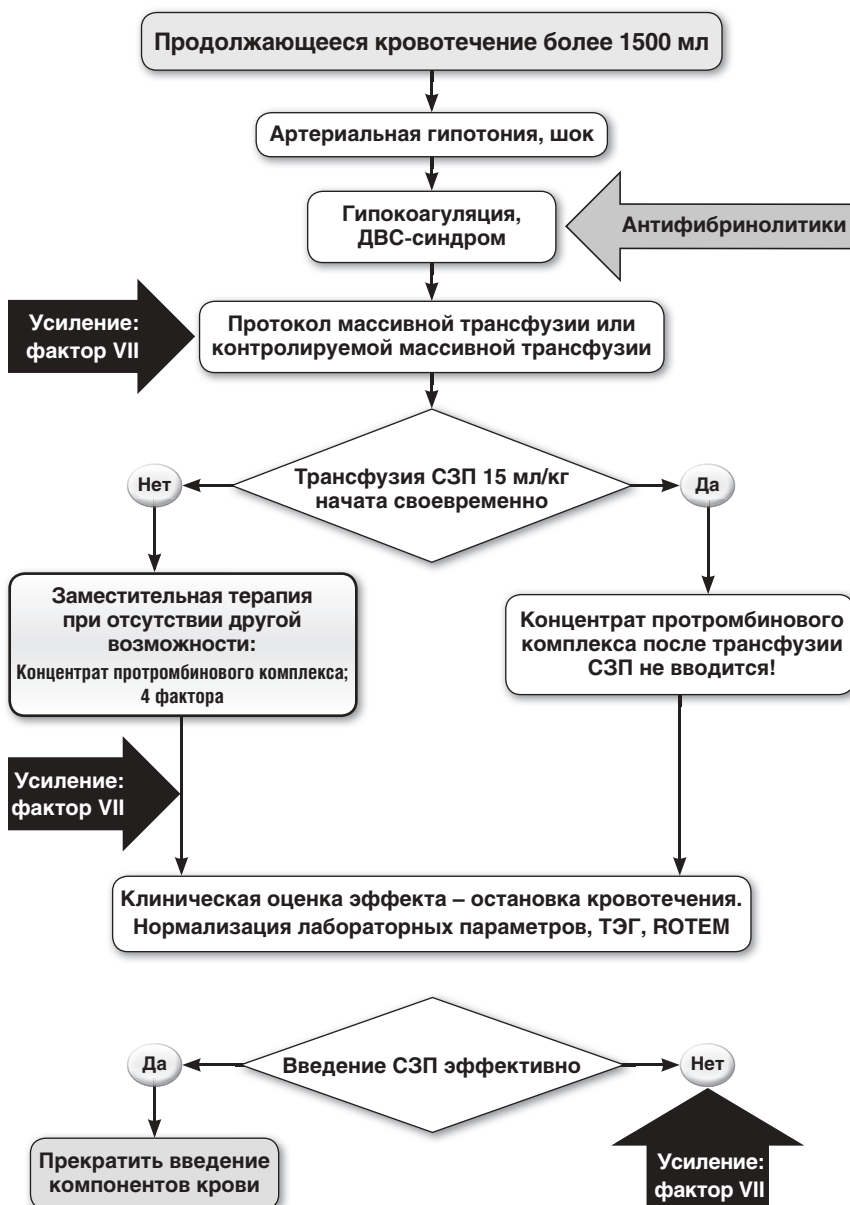 Продолжающееся кровотечение более 1500 мл
Артериальная гипотония, шок
Гипокоагуляция,
ДВС-синдром
Антифибринолитики
Усиление:
фактор VII
Протокол массивной трансфузии или
контролируемой массивной трансфузии
Трансфузия СЗП 15 мл/кг
начата своевременно
Нет
Да
Заместительная терапия
при отсутствии другой
возможности:
Концентрат протромбинового комплекса;
4 фактора
Концентрат протромбинового
комплекса после трансфузии
СЗП не вводится!
Усиление:
фактор VII
Клиническая оценка эффекта – остановка кровотечения.
Нормализация лабораторных параметров, ТЭГ, ROTEM
Введение СЗП эффективно
Да
Нет
Прекратить введение
компонентов крови
Усиление:
фактор VII